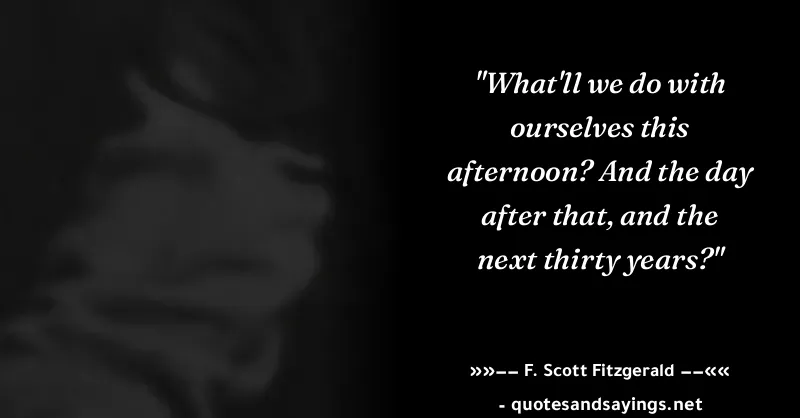 "What'll we do with
ourselves this
afternoon? And the day
after that, and the
next thirty years?"
»»−− F. Scott Fitzgerald −−««
- quotesandsayings.net